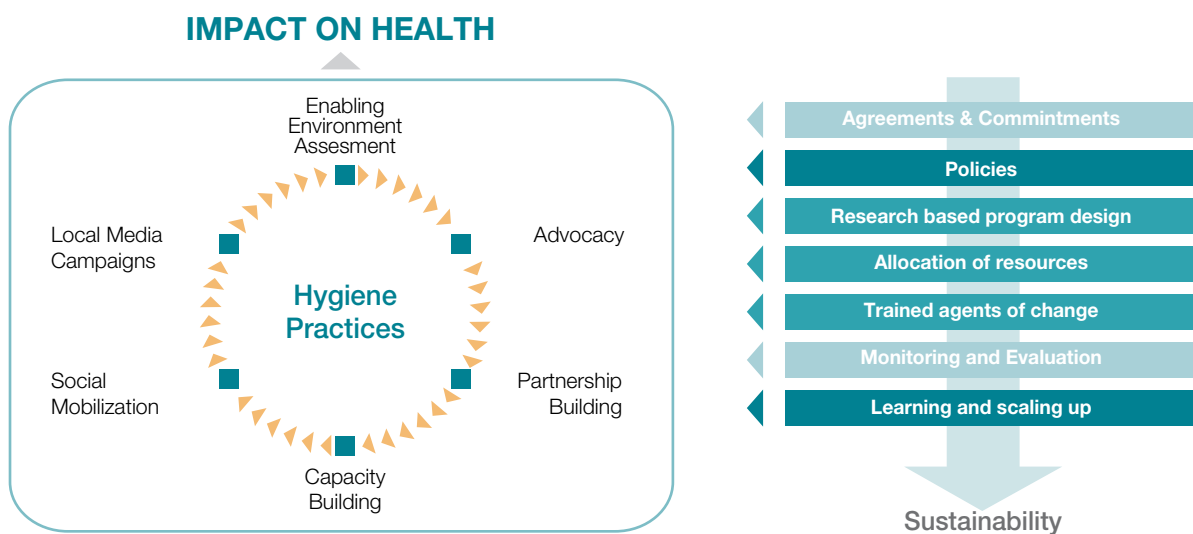 IMPACT ON HEALTH
Enabling
Environment
Assesment
Advocacy
Partnership
Building
Capacity
Building
Social
Mobilization
Local Media
Campaigns
Hygiene
Practices
Agreements & Commintments
Policies
Research based program design
Allocation of resources
Trained agents of change
Monitoring and Evaluation
Learning and scaling up
Sustainability